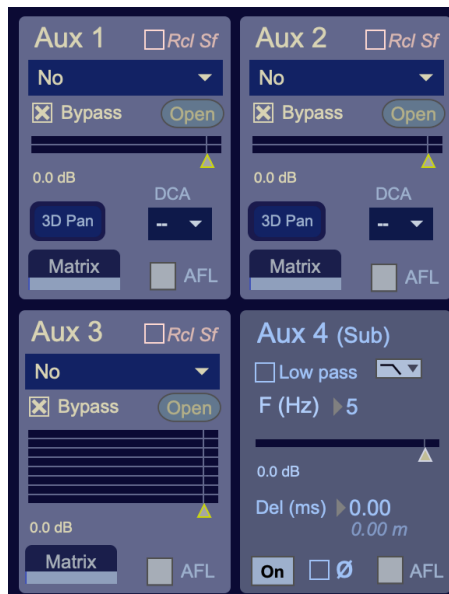 Aux 1 Rcl Sf
No
Bypass Open
0.0 dB
DCA
3D Pan --
Matrix AFL
Aux 2 Rcl Sf
No
Bypass Open
0.0 dB
DCA
3D Pan --
Matrix AFL
Aux 3 Rcl Sf
No
Bypass Open
0.0 dB
Matrix AFL
Aux 4 (Sub)
Low pass
F (Hz) 5
0.0 dB
Del (ms) 0.00
0.00 m
On Ø AFL